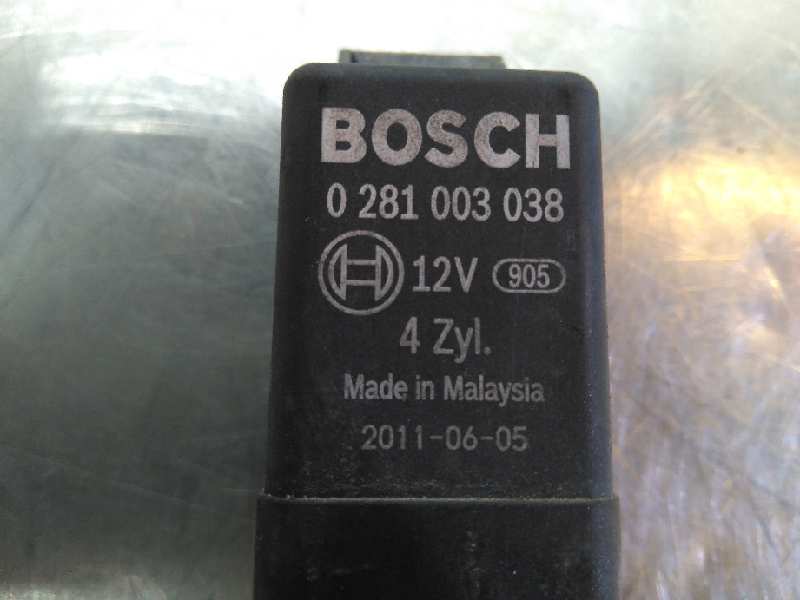 BOSCH
0 281 003 038
12V 905
4 Zyl.
Made in Malaysia
2011-06-05